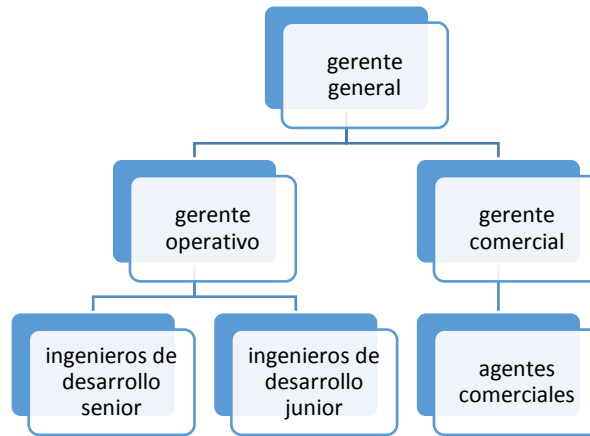 gerente
general
gerente
operativo
gerente
comercial
ingenieros de
desarrollo
senior
ingenieros de
desarrollo
junior
agentes
comerciales